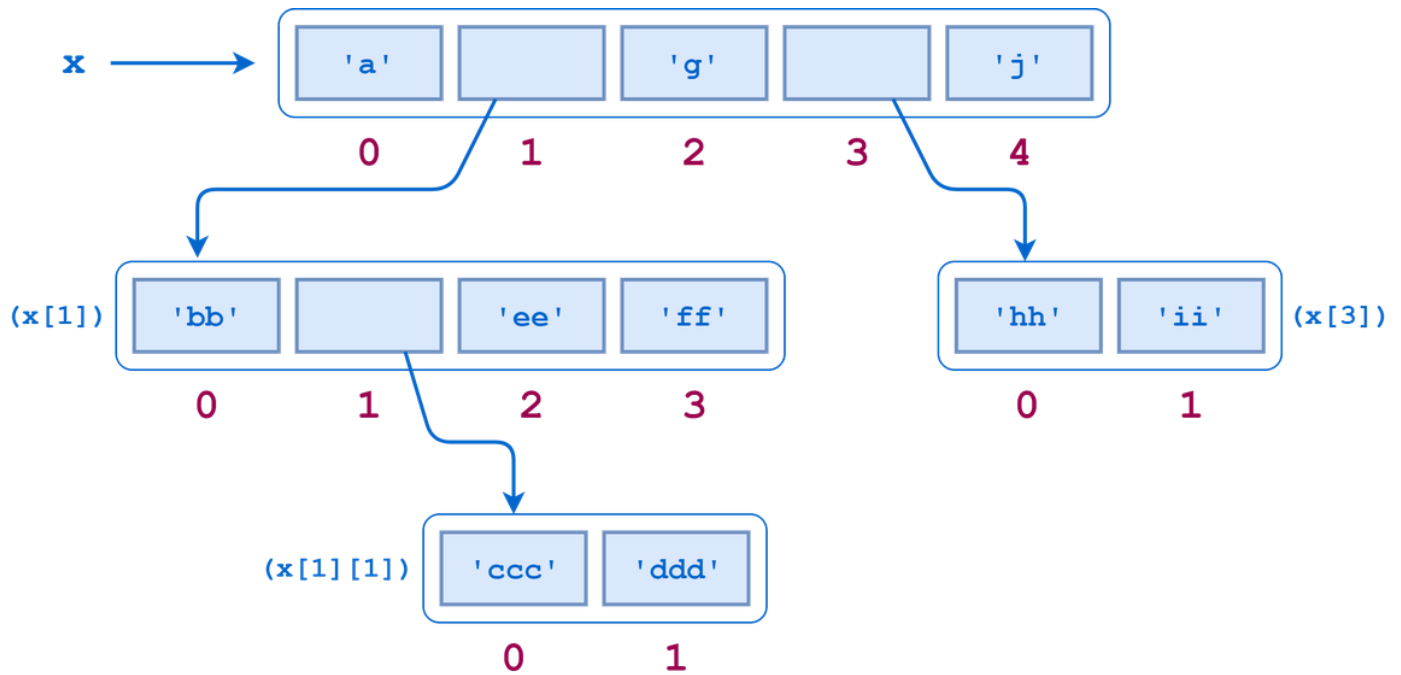 x 'a' 'g' 'j'
0 1 2 3 4
(x[1]) 'bb' 'ee' 'ff' 'hh' 'ii' (x[3])
0 1 2 3 0 1
(x[1][1]) 'ccc' 'ddd'
0 1